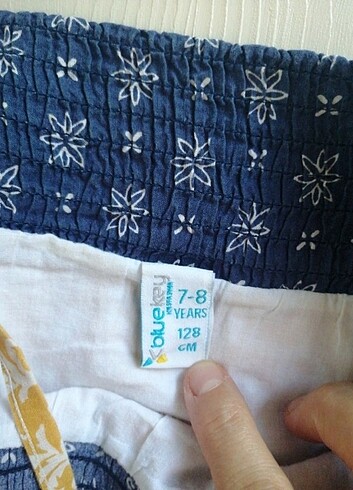 bluekey
7-8
YEARS
128
CM